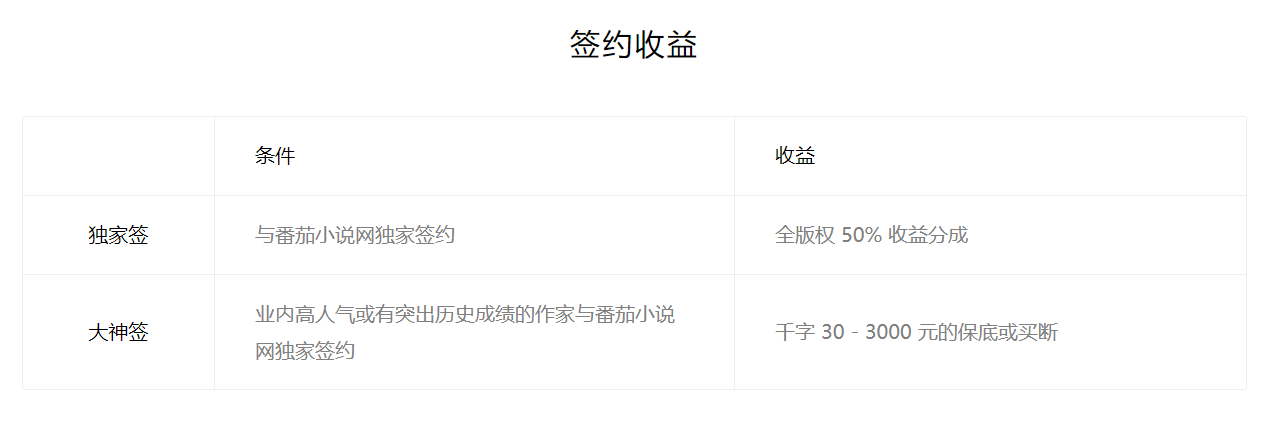 签约收益
条件
收益
独家签
与番茄小说网独家签约
全版权 50% 收益分成
大神签
业内高人气或有突出历史成绩的作家与番茄小说
网独家签约
千字 30 - 3000 元的保底或买断